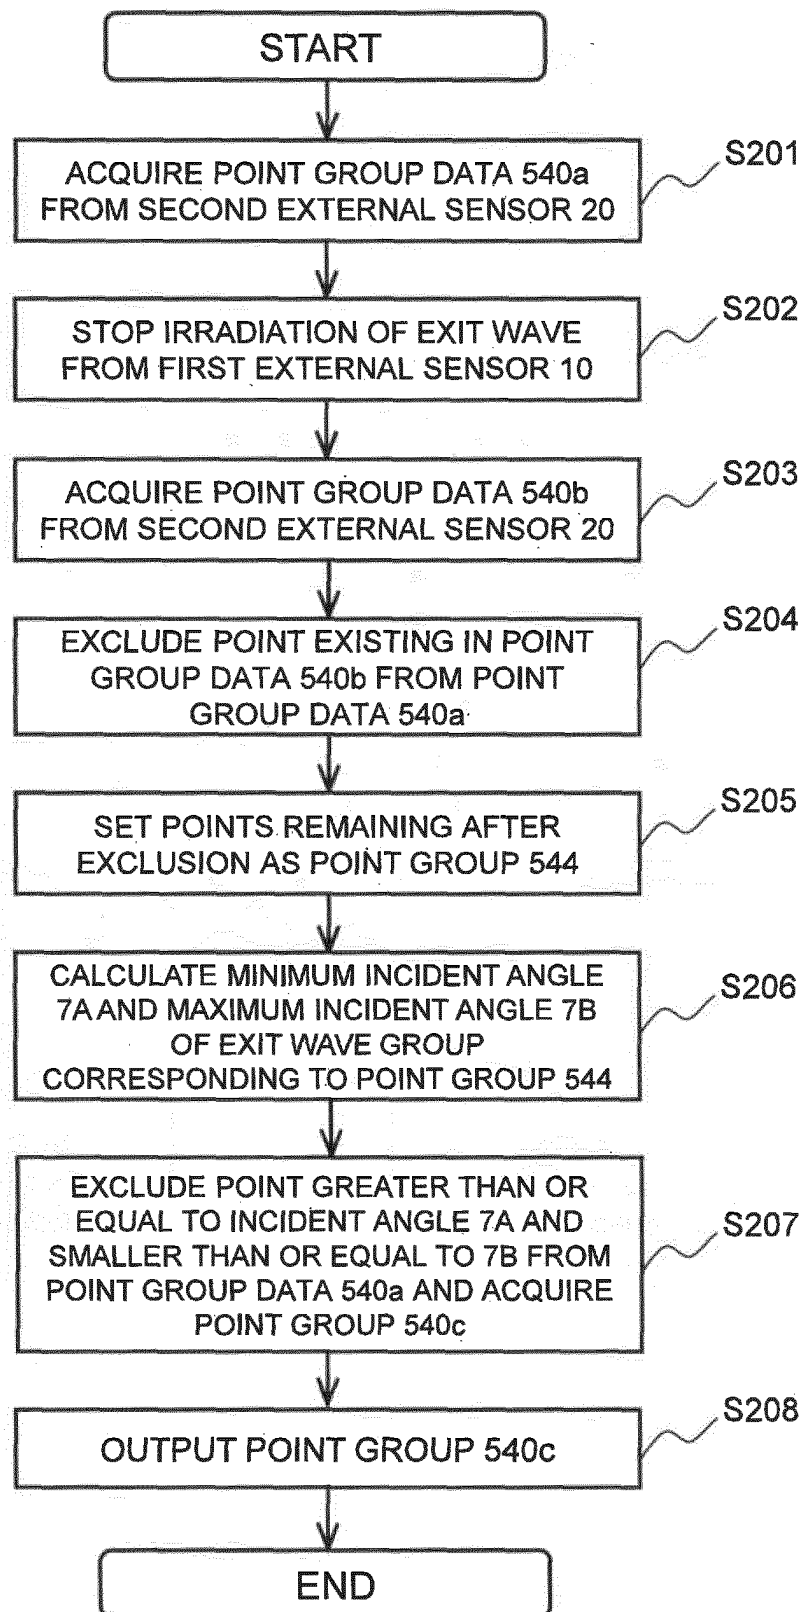 START
ACQUIRE POINT GROUP DATA 540a
FROM SECOND EXTERNAL SENSOR 20
S201
STOP IRRADIATION OF EXIT WAVE
FROM FIRST EXTERNAL SENSOR 10
S202
ACQUIRE POINT GROUP DATA 540b
FROM SECOND EXTERNAL SENSOR 20
S203
EXCLUDE POINT EXISTING IN POINT
GROUP DATA 540b FROM POINT
GROUP DATA 540a
S204
SET POINTS REMAINING AFTER
EXCLUSION AS POINT GROUP 544
S205
CALCULATE MINIMUM INCIDENT ANGLE
7A AND MAXIMUM INCIDENT ANGLE 7B
OF EXIT WAVE GROUP
CORRESPONDING TO POINT GROUP 544
S206
EXCLUDE POINT GREATER THAN OR
EQUAL TO INCIDENT ANGLE 7A AND
SMALLER THAN OR EQUAL TO 7B FROM
POINT GROUP DATA 540a AND ACQUIRE
POINT GROUP 540c
S207
OUTPUT POINT GROUP 540c
S208
END